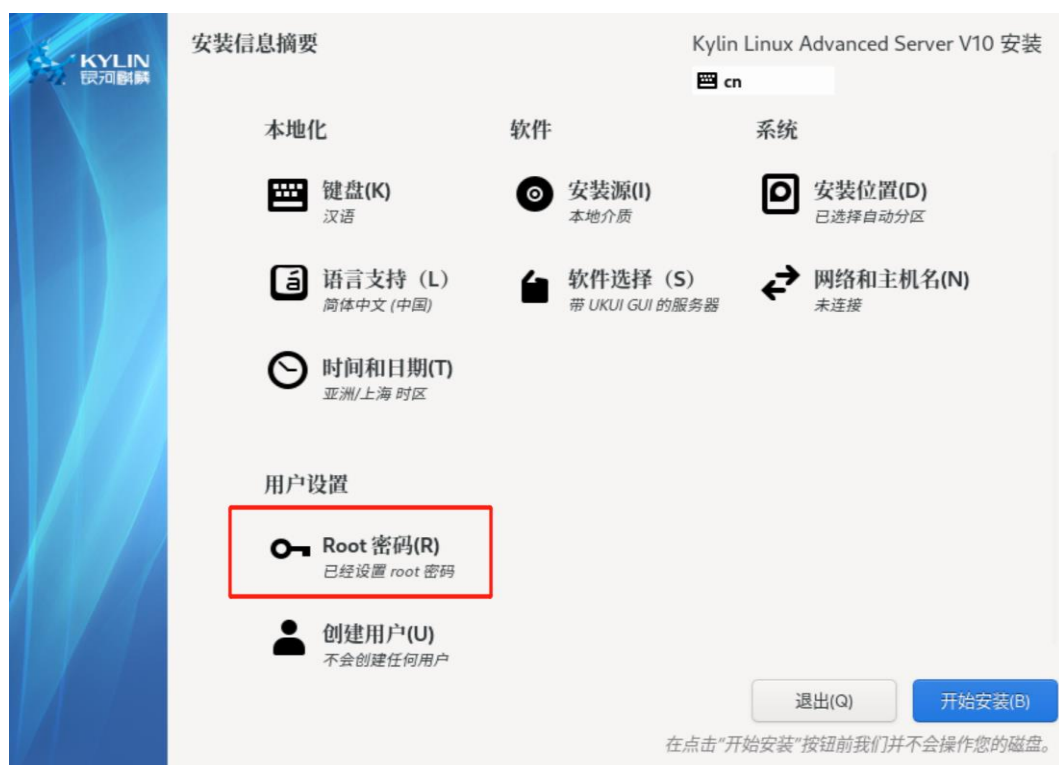 KYLIN
银河麒麟
安装信息摘要
Kylin Linux Advanced Server V10 安装
cn
本地化
软件
系统
键盘(K)
汉语
安装源(I)
本地介质
安装位置(D)
已选择自动分区
语言支持（L）
简体中文 (中国)
软件选择（S）
带 UKUI GUI 的服务器
网络和主机名(N)
未连接
时间和日期(T)
亚洲/上海 时区
用户设置
Root 密码(R)
已经设置 root 密码
创建用户(U)
不会创建任何用户
退出(Q)
开始安装(B)
在点击"开始安装"按钮前我们并不会操作您的磁盘。